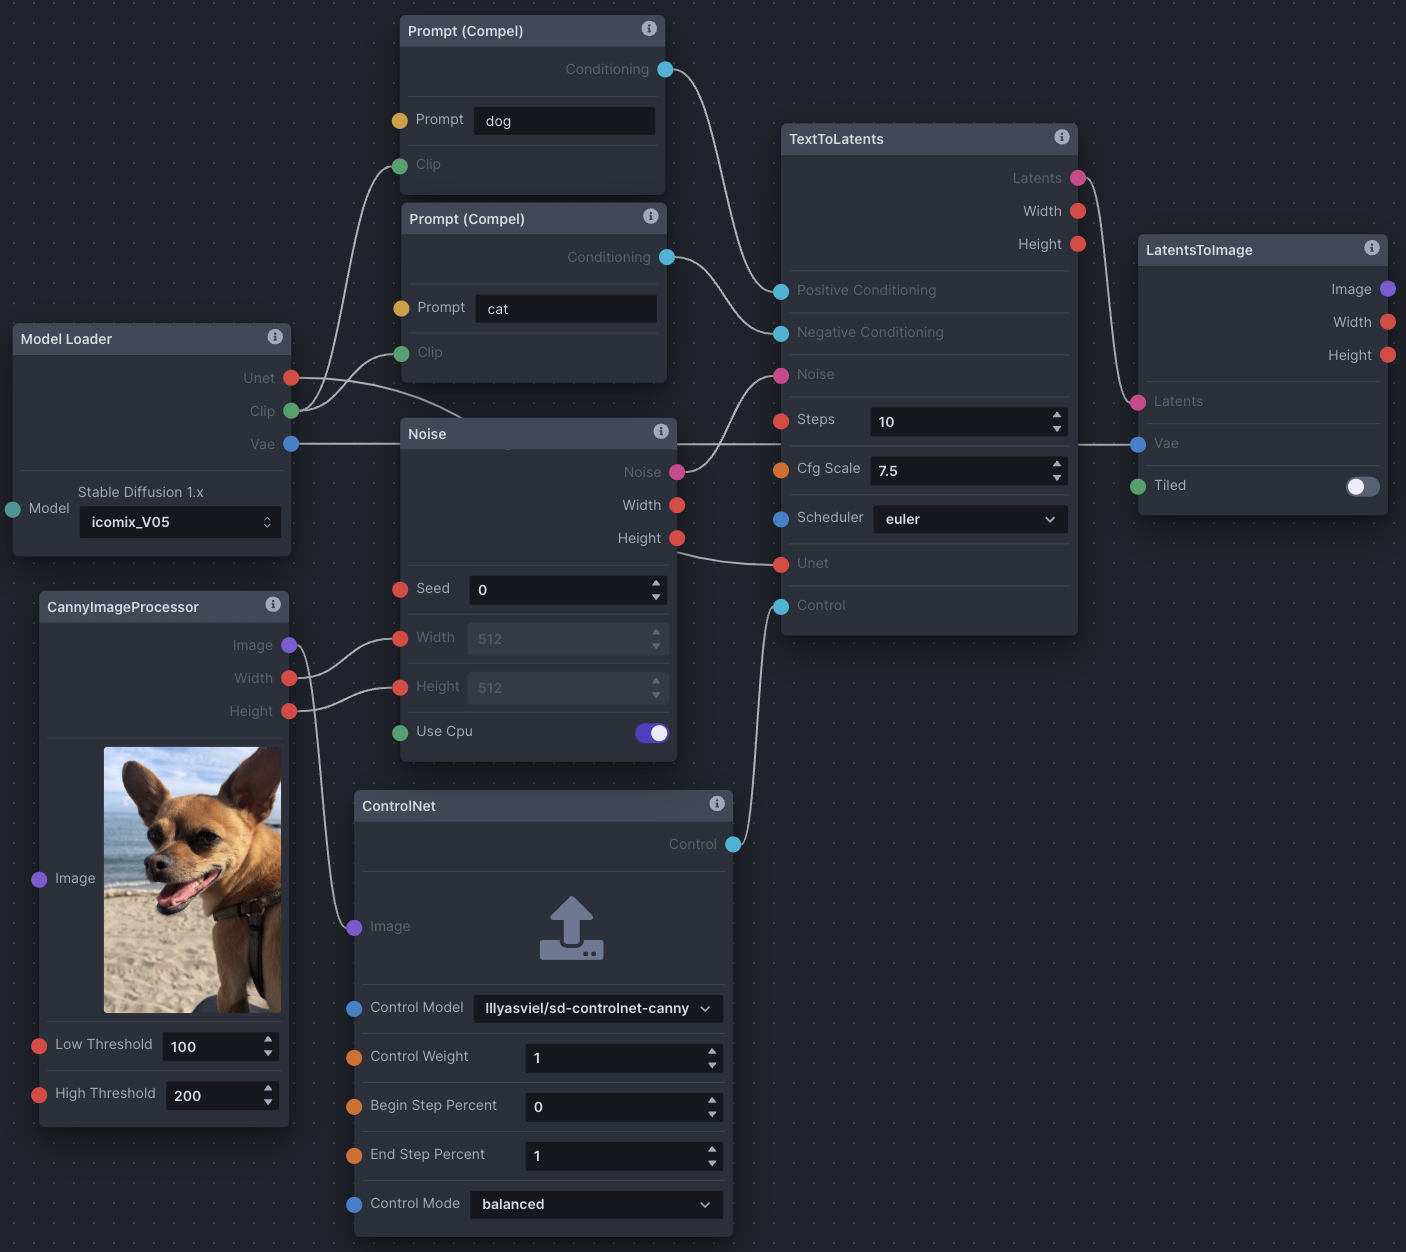 Prompt (Compel)
Conditioning
Prompt dog
Clip
Prompt (Compel)
Conditioning
Prompt cat
Clip
Model Loader
Unet
Clip
Vae
Stable Diffusion 1.x
Model icomix_V05
Noise
Noise
Width
Height
Seed 0
Width 512
Height 512
Use Cpu
TextToLatents
Latents
Width
Height
Positive Conditioning
Negative Conditioning
Noise
Steps 10
Cfg Scale 7.5
Scheduler euler
Unet
Control
LatentsToImage
Image
Width
Height
Latents
Vae
Tiled
CannyImageProcessor
Image
Width
Height
Image
Low Threshold 100
High Threshold 200
ControlNet
Control
Image
Control Model lllyasviel/sd-controlnet-canny
Control Weight 1
Begin Step Percent 0
End Step Percent 1
Control Mode balanced